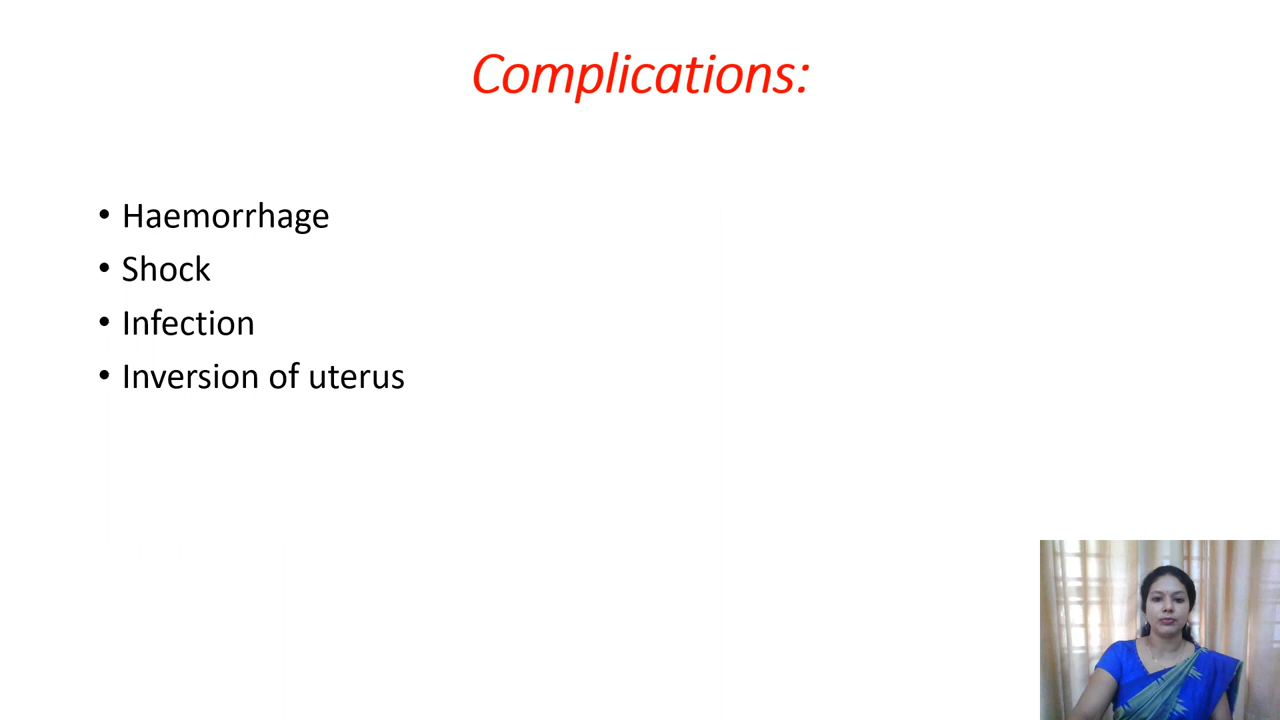 Complications:
• Haemorrhage
• Shock
• Infection
• Inversion of uterus